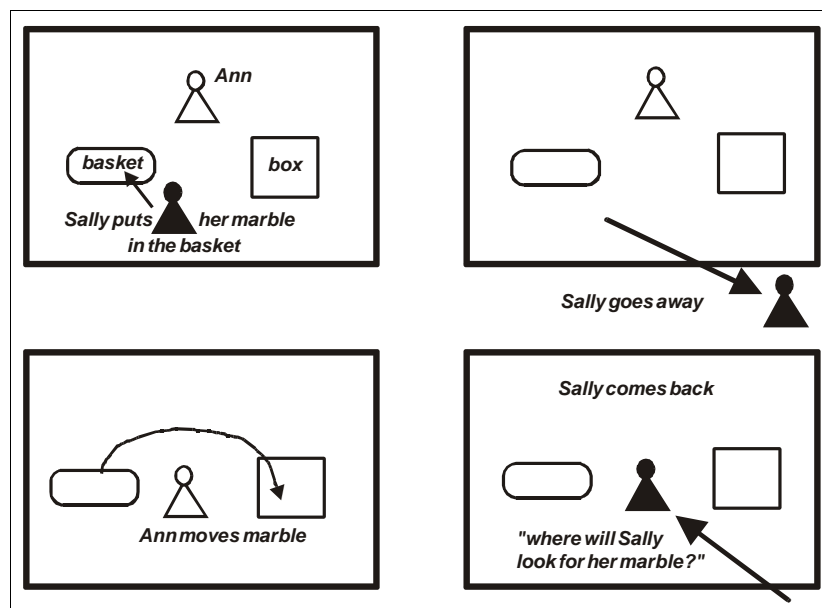 Ann
basket
box
Sally puts her marble
in the basket
Sally goes away
Ann moves marble
Sally comes back
"where will Sally
look for her marble?"